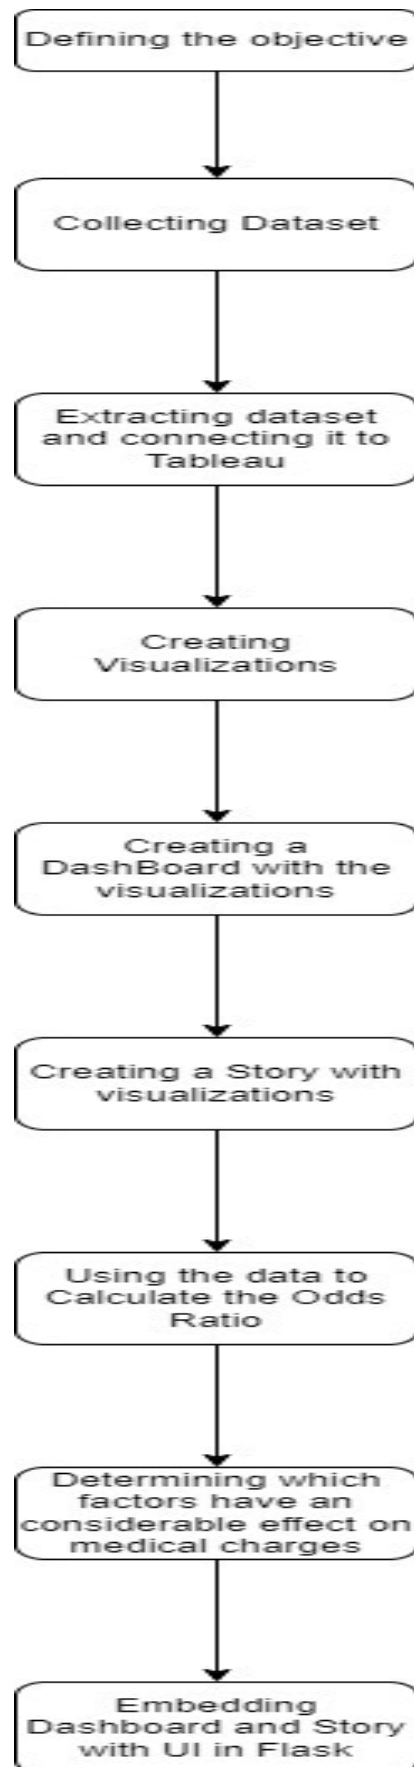 Defining the objective
Collecting Dataset
Extracting dataset
and connecting it to
Tableau
Creating
Visualizations
Creating a
DashBoard with the
visualizations
Creating a Story with
visualizations
Using the data to
Calculate the Odds
Ratio
Determining which
factors have an
considerable effect on
medical charges
Embedding
Dashboard and Story
with UI in Flask